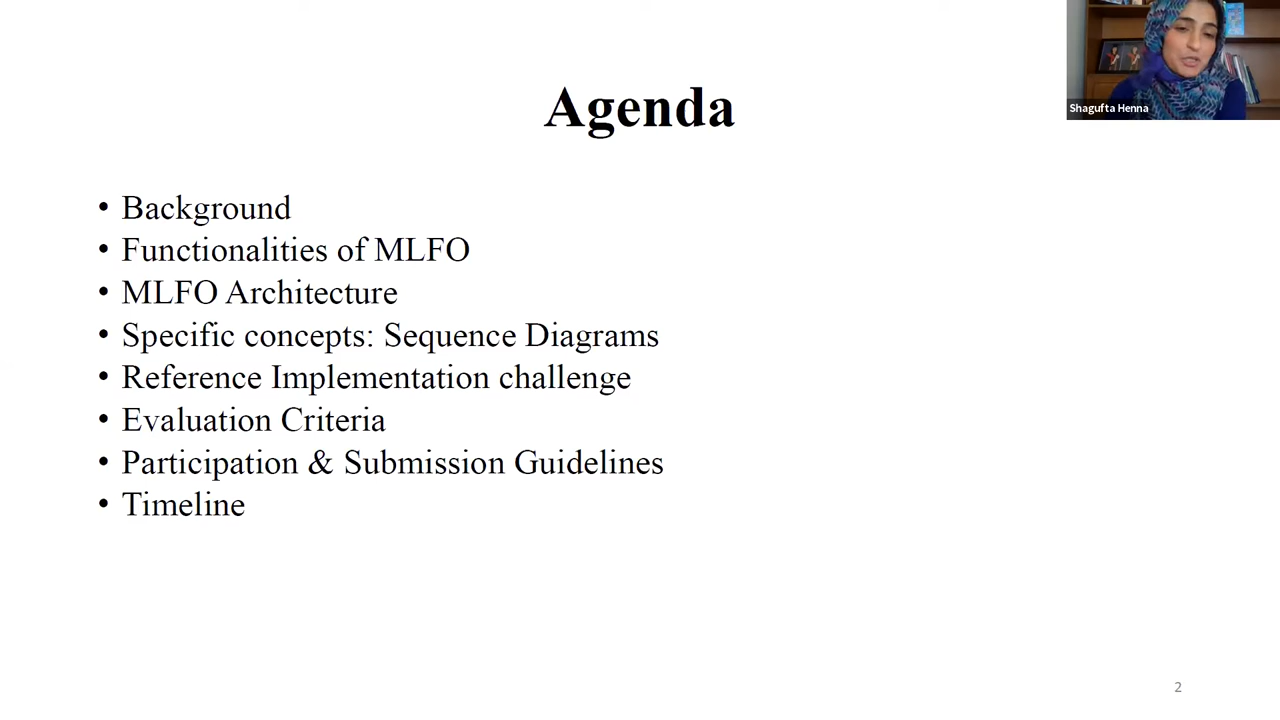 Agenda
Shagufta Henna
• Background
• Functionalities of MLFO
• MLFO Architecture
• Specific concepts: Sequence Diagrams
• Reference Implementation challenge
• Evaluation Criteria
• Participation & Submission Guidelines
• Timeline
2